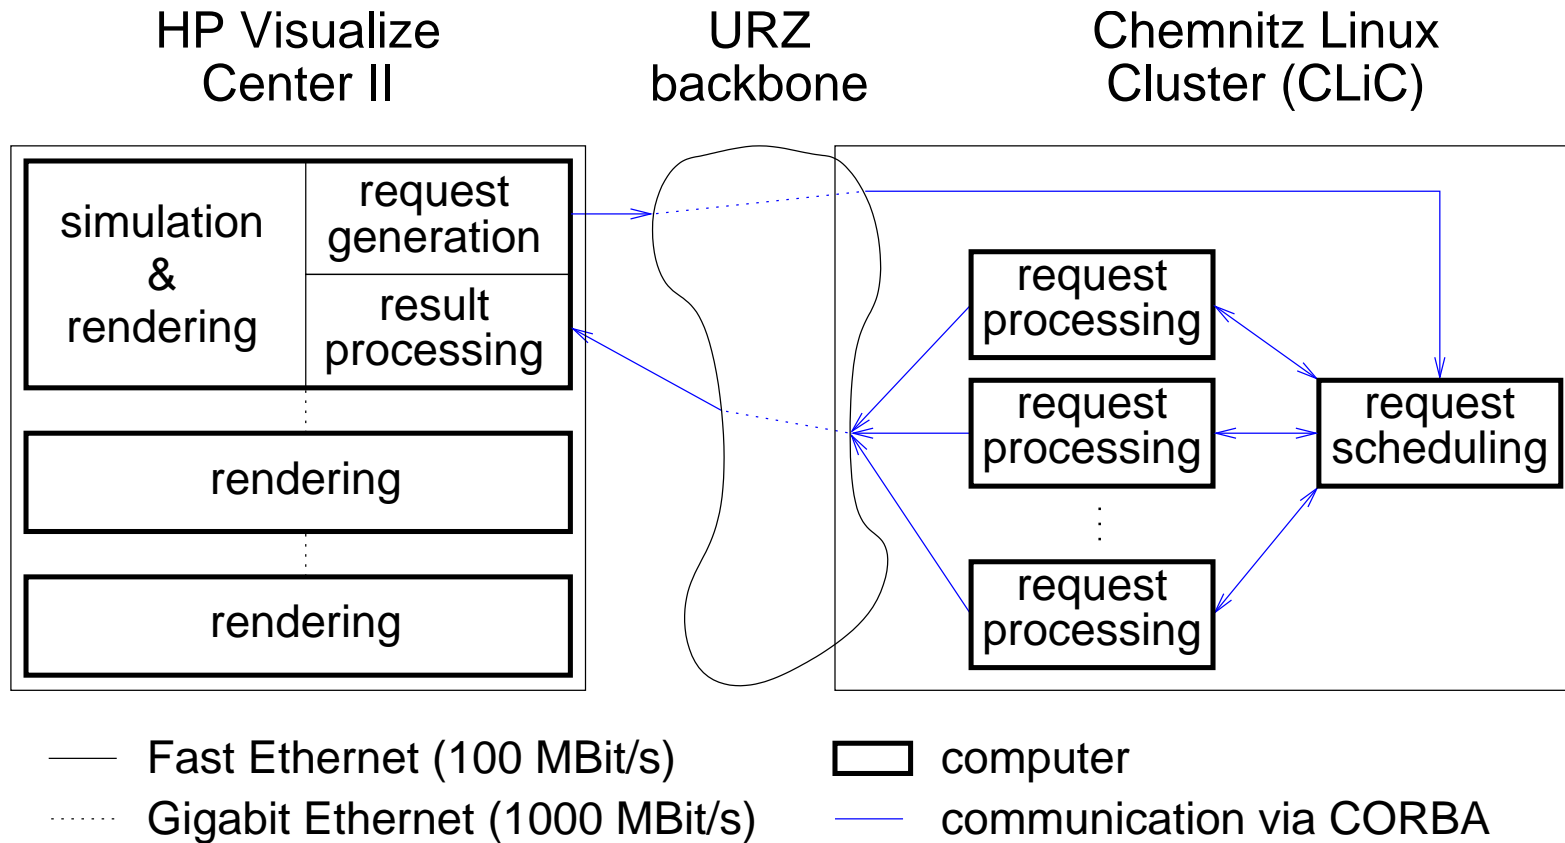 HP Visualize
Center II
URZ
backbone
Chemnitz Linux
Cluster (CLiC)
simulation
&
rendering
request
generation
result
processing
rendering
rendering
request
processing
request
processing
request
processing
request
scheduling
Fast Ethernet (100 MBit/s)
Gigabit Ethernet (1000 MBit/s)
computer
communication via CORBA